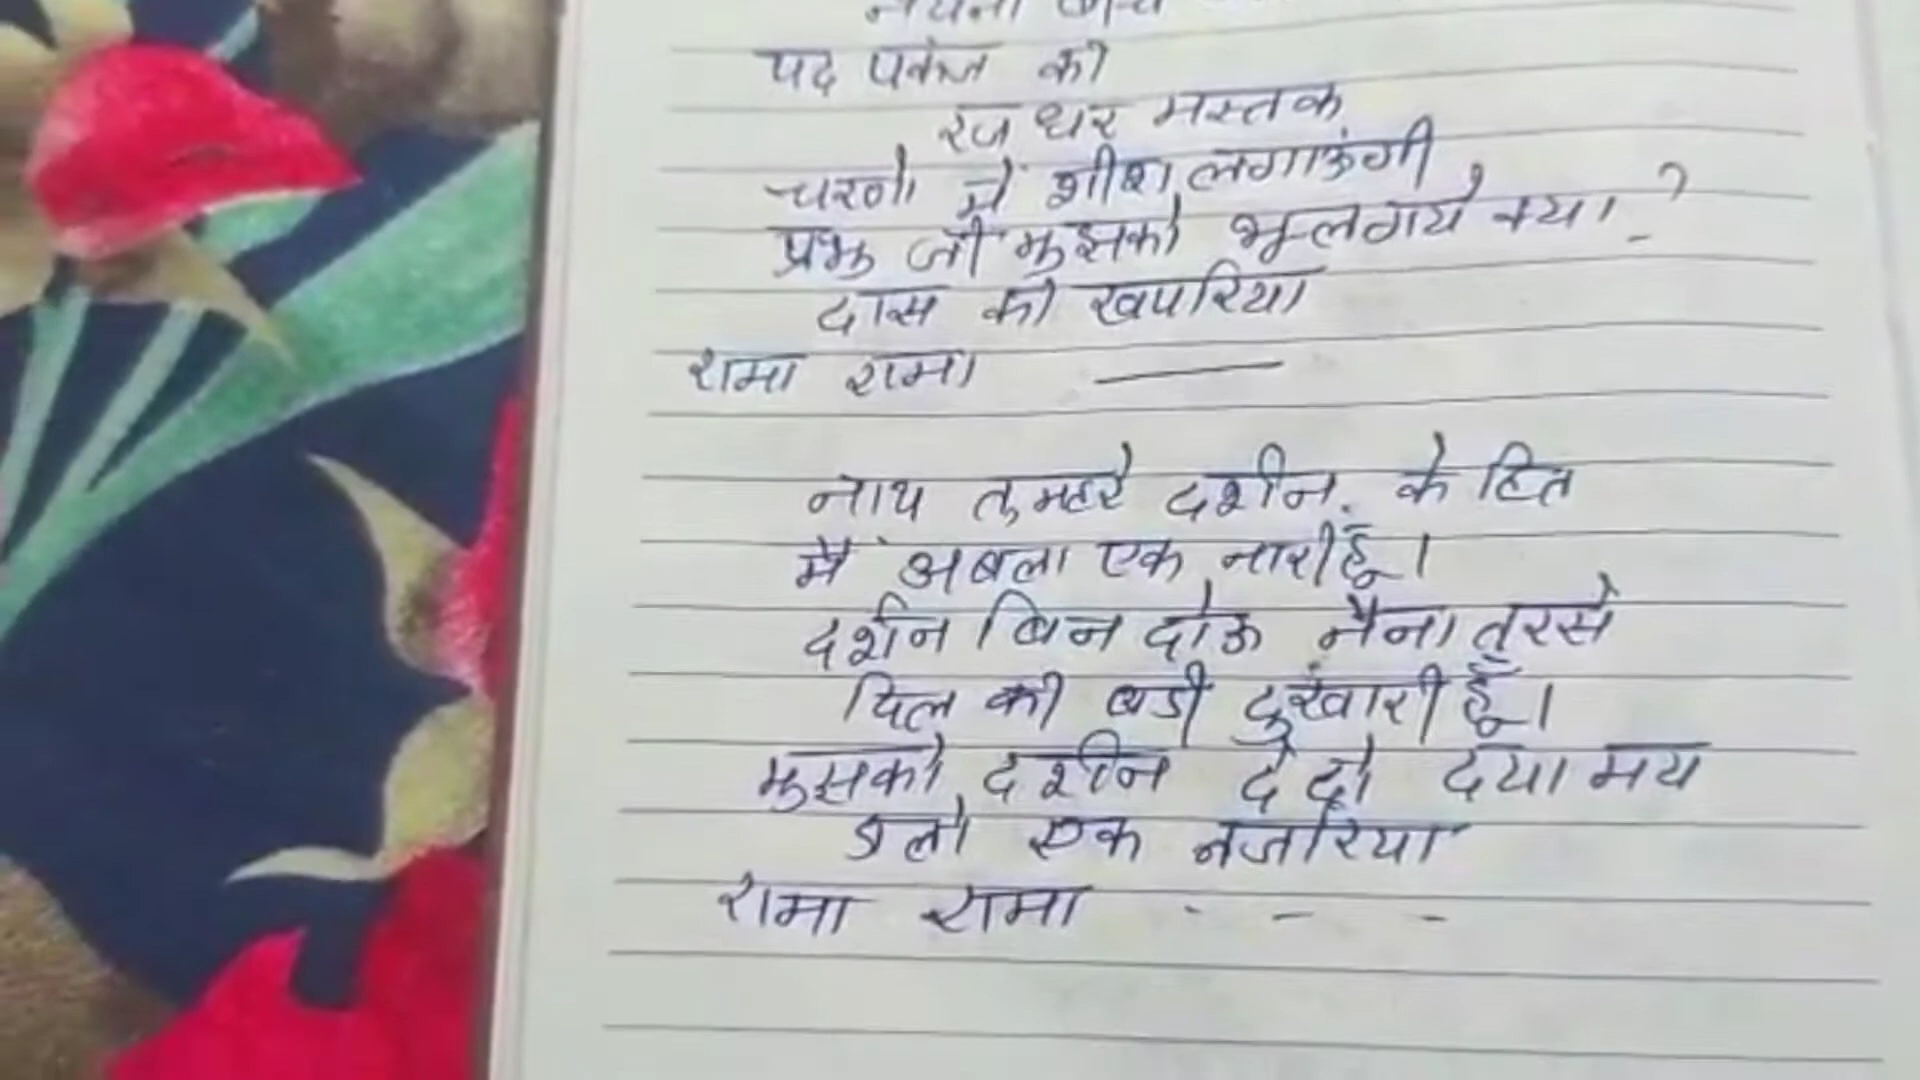 पद पंकज की
रज धर मस्तक
चरणो में शीश लगाऊंगी
प्रभु जी मुझको भूल गये क्या ?
दास की खपरिया
रामा रामा ———
नाथ तुम्हरे दर्शन के हित
मैं अबला एक नारी हूँ।
दर्शन बिन दोऊ नैना तरसे
दिल की बडी दुखारी हूँ।
मुझको दर्शन दे दो दयामय
डालो एक नजरिया
रामा रामा - - -